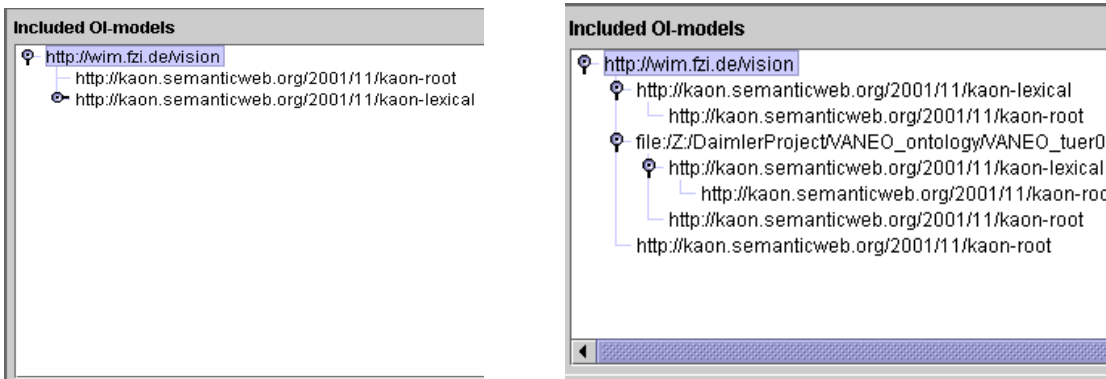 Included OI-models
http://wim.fzi.de/vision
http://kaon.semanticweb.org/2001/11/kaon-root
http://kaon.semanticweb.org/2001/11/kaon-lexical
Included OI-models
http://wim.fzi.de/vision
http://kaon.semanticweb.org/2001/11/kaon-lexical
http://kaon.semanticweb.org/2001/11/kaon-root
file:/Z:/DaimlerProject/VANEO_ontology/VANEO_tuer0
http://kaon.semanticweb.org/2001/11/kaon-lexical
http://kaon.semanticweb.org/2001/11/kaon-roo
http://kaon.semanticweb.org/2001/11/kaon-root
http://kaon.semanticweb.org/2001/11/kaon-root